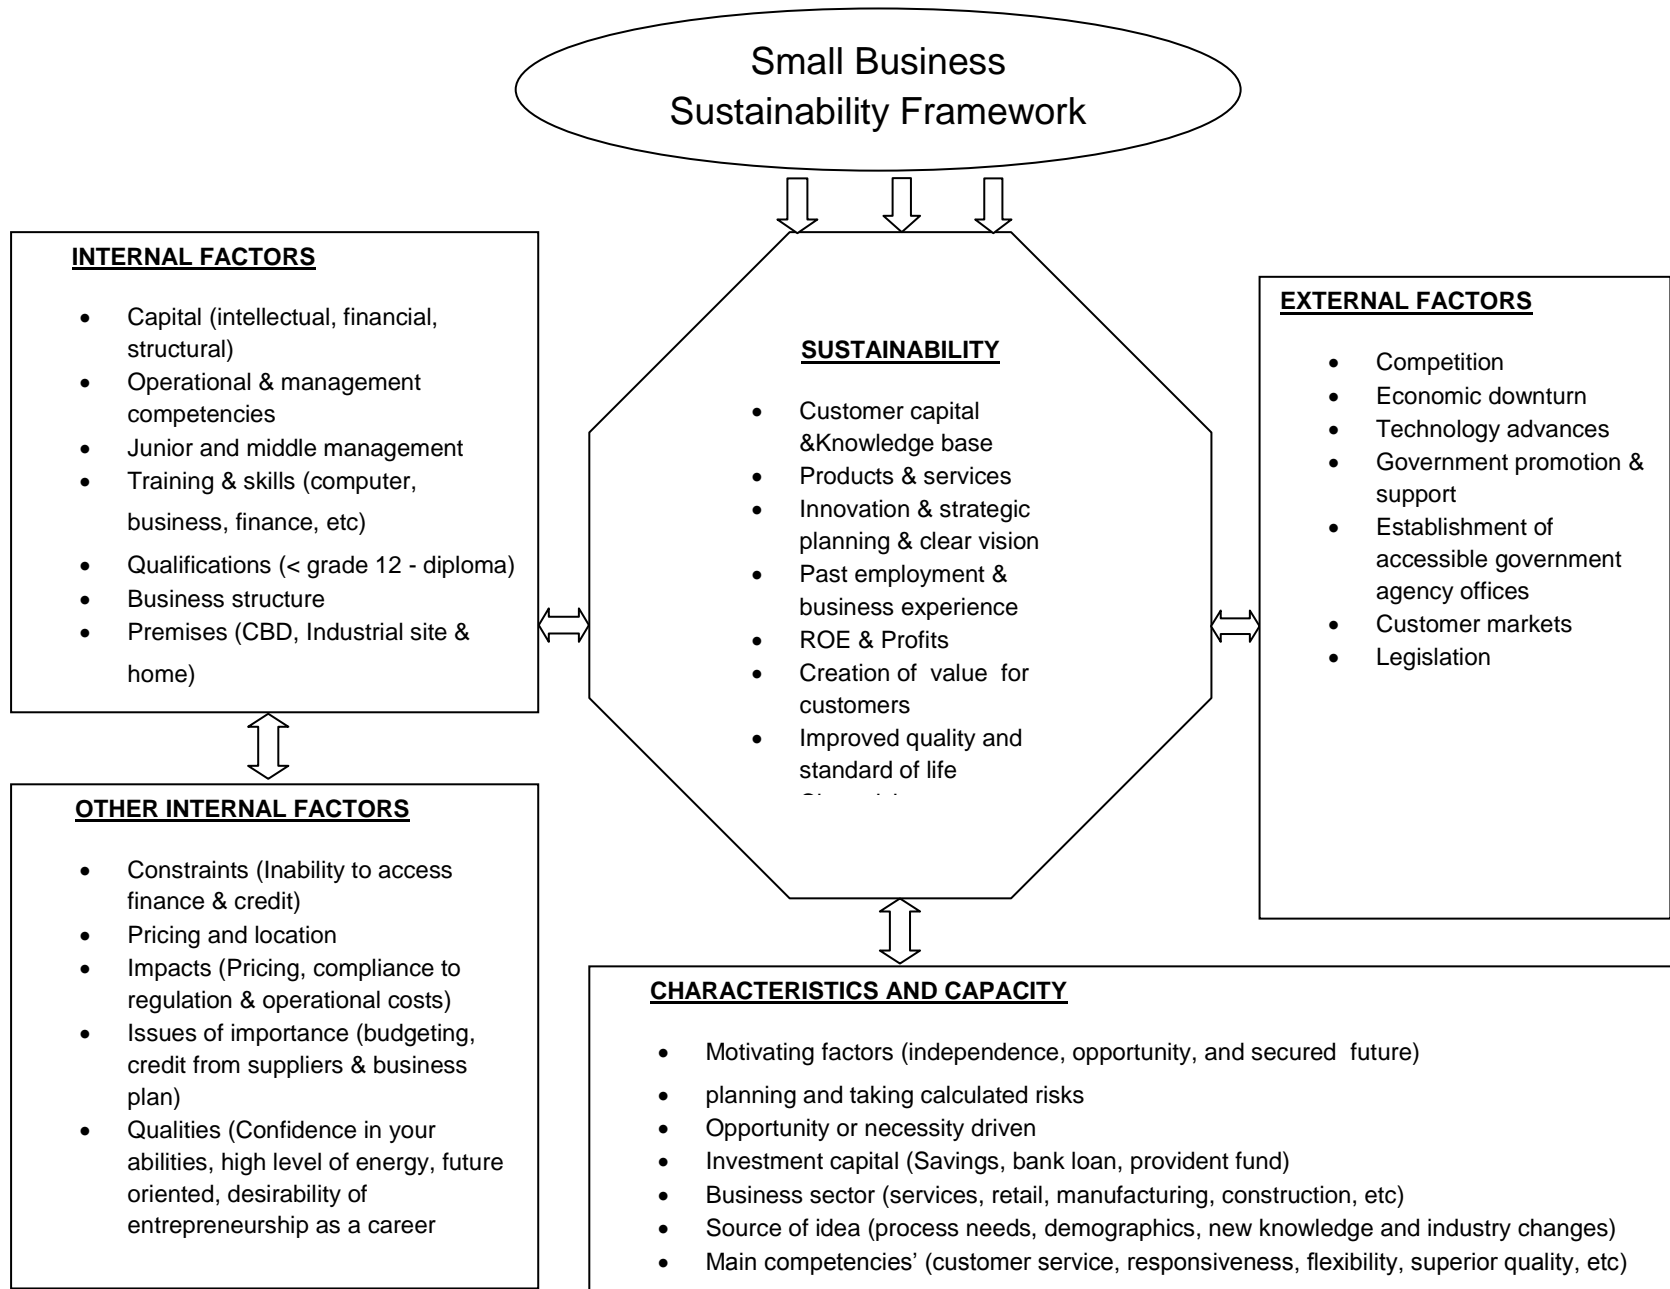 Small Business
Sustainability Framework
INTERNAL FACTORS
• Capital (intellectual, financial,
structural)
• Operational & management
competencies
• Junior and middle management
• Training & skills (computer,
business, finance, etc)
• Qualifications (< grade 12 - diploma)
• Business structure
• Premises (CBD, Industrial site &
home)
SUSTAINABILITY
• Customer capital
&Knowledge base
• Products & services
• Innovation & strategic
planning & clear vision
• Past employment &
business experience
• ROE & Profits
• Creation of value for
customers
• Improved quality and
standard of life
EXTERNAL FACTORS
• Competition
• Economic downturn
• Technology advances
• Government promotion &
support
• Establishment of
accessible government
agency offices
• Customer markets
• Legislation
OTHER INTERNAL FACTORS
• Constraints (Inability to access
finance & credit)
• Pricing and location
• Impacts (Pricing, compliance to
regulation & operational costs)
• Issues of importance (budgeting,
credit from suppliers & business
plan)
• Qualities (Confidence in your
abilities, high level of energy, future
oriented, desirability of
entrepreneurship as a career
CHARACTERISTICS AND CAPACITY
• Motivating factors (independence, opportunity, and secured future)
• planning and taking calculated risks
• Opportunity or necessity driven
• Investment capital (Savings, bank loan, provident fund)
• Business sector (services, retail, manufacturing, construction, etc)
• Source of idea (process needs, demographics, new knowledge and industry changes)
• Main competencies’ (customer service, responsiveness, flexibility, superior quality, etc)